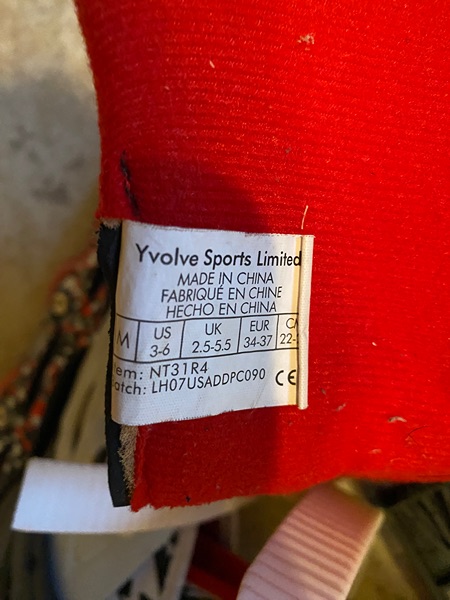 Yvolve Sports Limited
MADE IN CHINA
FABRIQUÉ EN CHINE
HECHO EN CHINA
M US UK EUR
3-6 2.5-5.5 34-37 22-
NT31R4
LH07USADDPC090 CE